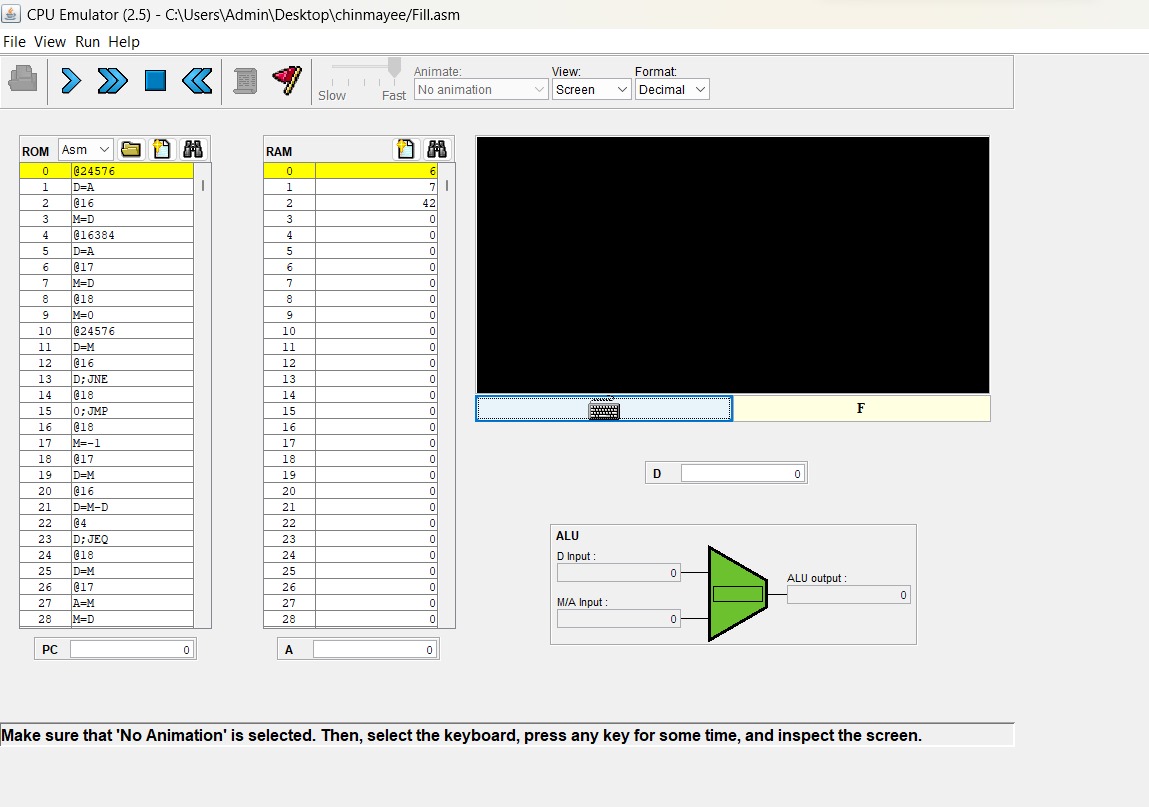 CPU Emulator (2.5) - C:\Users\Admin\Desktop\chinmayee/Fill.asm
File View Run Help
Slow Fast
Animate:
No animation
View:
Screen
Format:
Decimal
ROM Asm
0 @24576
1 D=A
2 @16
3 M=D
4 @16384
5 D=A
6 @17
7 M=D
8 @18
9 M=0
10 @24576
11 D=M
12 @16
13 D;JNE
14 @18
15 0;JMP
16 @18
17 M=-1
18 @17
19 D=M
20 @16
21 D=M-D
22 @4
23 D;JEQ
24 @18
25 D=M
26 @17
27 A=M
28 M=D
PC 0
RAM
0 6
1 7
2 42
3 0
4 0
5 0
6 0
7 0
8 0
9 0
10 0
11 0
12 0
13 0
14 0
15 0
16 0
17 0
18 0
19 0
20 0
21 0
22 0
23 0
24 0
25 0
26 0
27 0
28 0
A 0
F
D 0
ALU
D Input :
0
M/A Input :
0
ALU output :
0
Make sure that 'No Animation' is selected. Then, select the keyboard, press any key for some time, and inspect the screen.